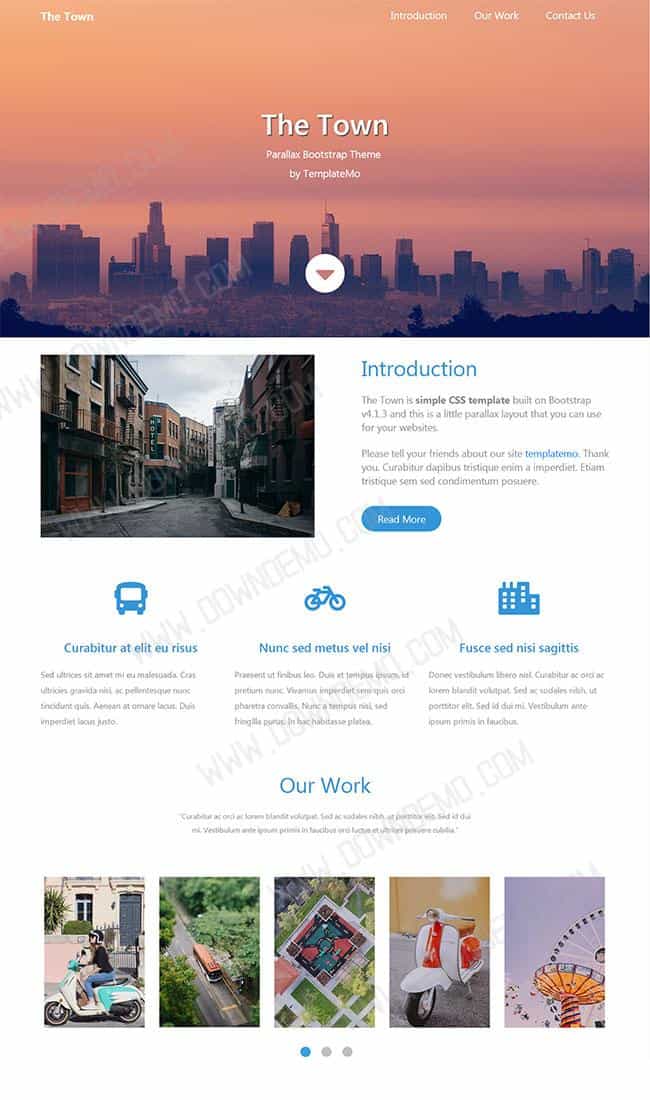 The Town
Introduction
Our Work
Contact Us
The Town
Parallax Bootstrap Theme
by TemplateMo
HOTEL
Introduction
The Town is simple CSS template built on Bootstrap
v4.1.3 and this is a little parallax layout that you can use
for your websites.
Please tell your friends about our site templatemo. Thank
you. Curabitur dapibus tristique enim a imperdiet. Etiam
tristique sem sed condimentum posuere.
Read More
Curabitur at elit eu risus
Sed ultrices sit amet mi eu malesuada. Cras
ultricies gravida nisi, ac pellentesque nunc
tincidunt quis. Aenean at ornare lacus. Duis
imperdiet lacus justo.
Nunc sed metus vel nisi
Praesent ut finibus leo. Duis et tempus ipsum, id
pretium nunc. Vivamus imperdiet sem quis orci
pharetra convallis. Nunc a tempus nisi, sed
fringilla purus. In hac habitasse platea.
Fusce sed nisi sagittis
Donec vestibulum libero nisl. Curabitur ac orci ac
lorem blandit volutpat. Sed ac sodales nibh, ut
porttitor elit. Sed id dui mi. Vestibulum ante
ipsum primis in faucibus.
Our Work
"Curabitur ac orci ac lorem blandit volutpat. Sed ac sodales nibh, ut porttitor elit. Sed id dui
mi. Vestibulum ante ipsum primis in faucibus orci luctus et ultrices posuere cubilia."
WWW.DOWNDEMO.COM
WWW.DOWNDEMO.COM
WWW.DOWNDEMO.COM
WWW.DOWNDEMO.COM